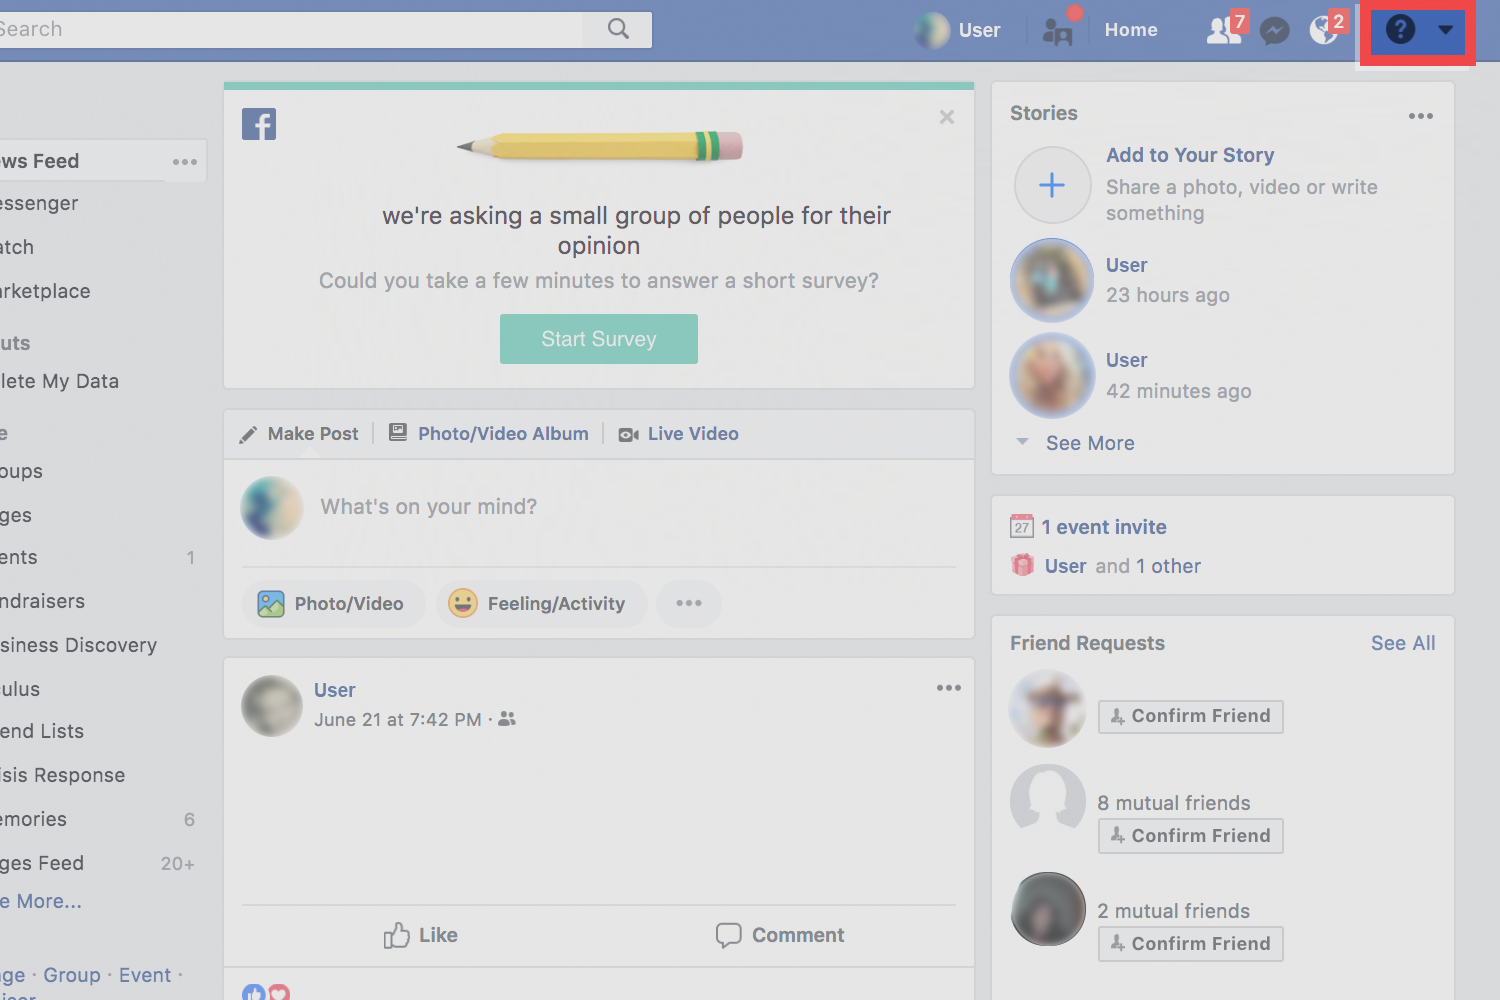 Search
User
Home
7
2
?
ws Feed
essenger
atch
rketplace
uts
lete My Data
e
oups
ges
ents 1
ndraisers
siness Discovery
ulus
end Lists
isis Response
emories 6
ges Feed 20+
e More...
ge · Group · Event ·
f
we're asking a small group of people for their
opinion
Could you take a few minutes to answer a short survey?
Start Survey
Make Post
Photo/Video Album
Live Video
What's on your mind?
Photo/Video
Feeling/Activity
User
June 21 at 7:42 PM ·
Like
Comment
Stories
Add to Your Story
Share a photo, video or write
something
User
23 hours ago
User
42 minutes ago
See More
27
1 event invite
User and 1 other
Friend Requests See All
Confirm Friend
8 mutual friends
Confirm Friend
2 mutual friends
Confirm Friend